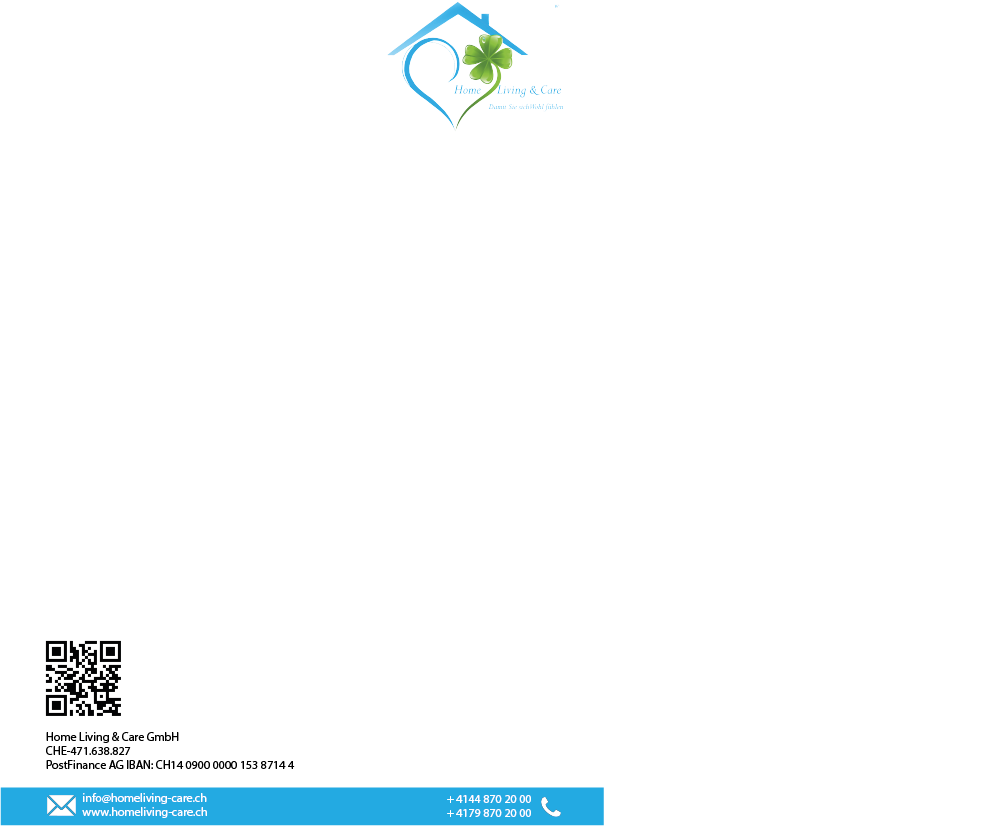 Home Living & Care
Damit Sie sich Wohl fühlen
Home Living & Care GmbH
CHE-471.638.827
PostFinance AG IBAN: CH14 0900 0000 153 8714 4
info@homeliving-care.ch
www.homeliving-care.ch
+4144 870 20 00
+4179 870 20 00